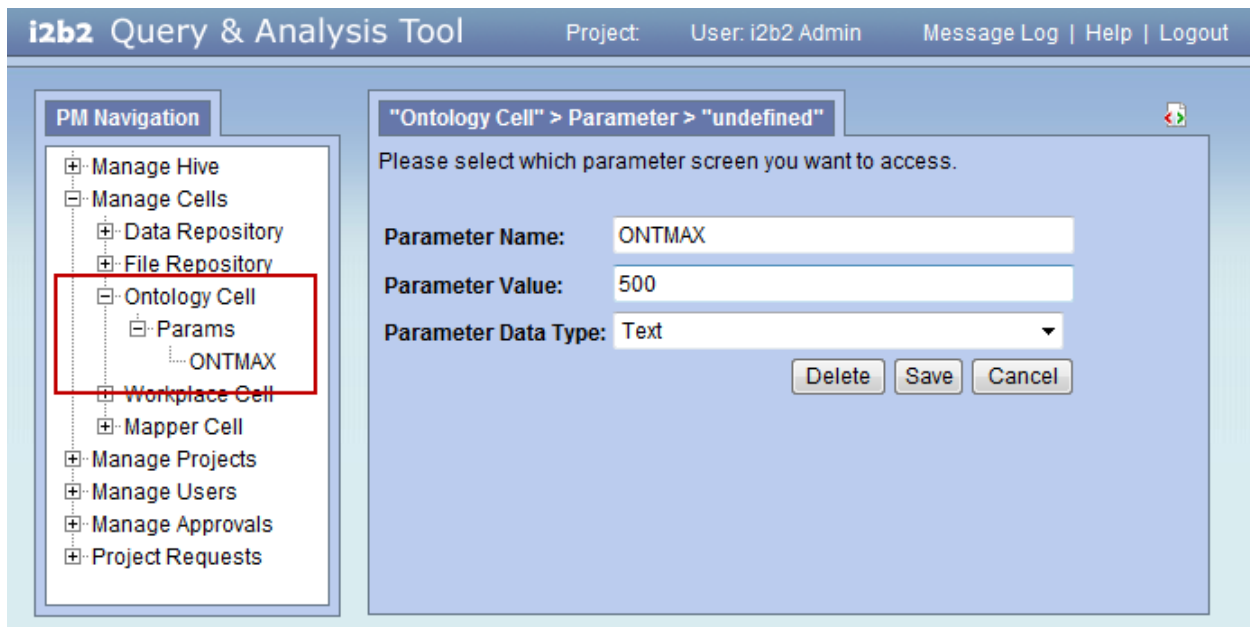 i2b2 Query & Analysis Tool Project: User: i2b2 Admin Message Log | Help | Logout
PM Navigation
Manage Hive
Manage Cells
Data Repository
File Repository
Ontology Cell
Params
ONTMAX
Workplace Cell
Mapper Cell
Manage Projects
Manage Users
Manage Approvals
Project Requests
"Ontology Cell" > Parameter > "undefined"
Please select which parameter screen you want to access.
Parameter Name: ONTMAX
Parameter Value: 500
Parameter Data Type: Text
Delete Save Cancel